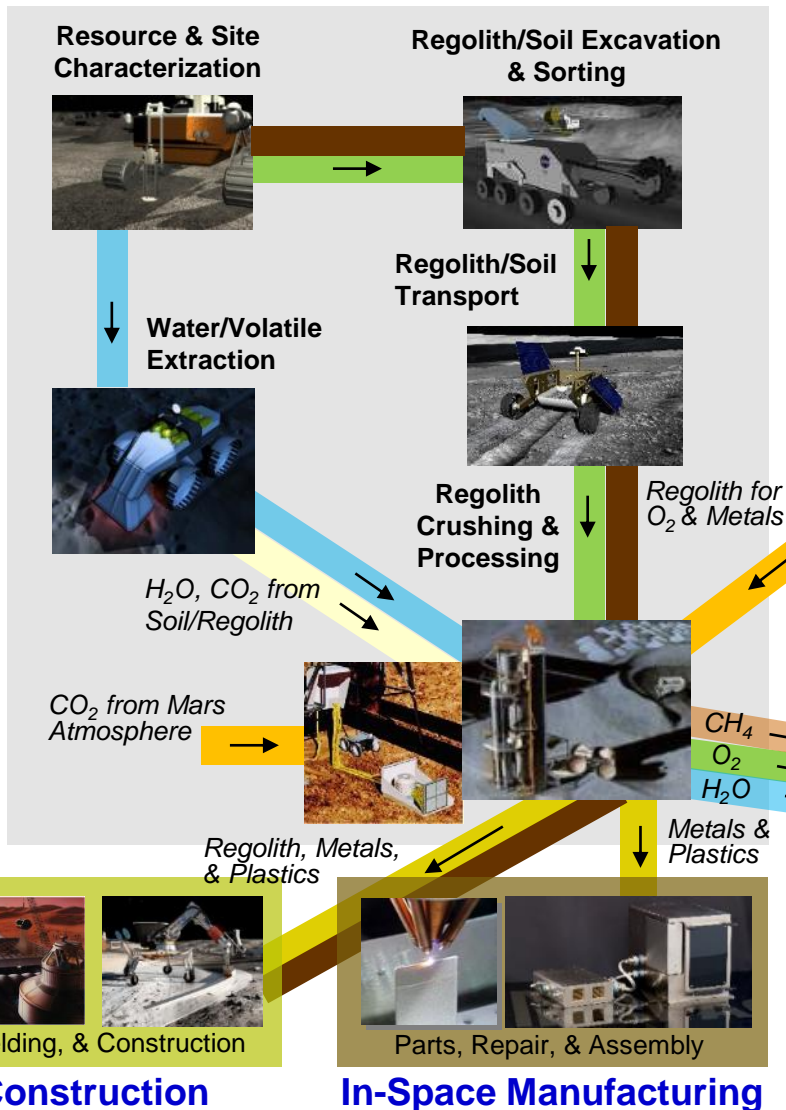 Resource & Site
Characterization
Regolith/Soil Excavation
& Sorting
Regolith/Soil
Transport
Water/Volatile
Extraction
Regolith
Crushing &
Processing
Regolith for
O₂ & Metals
H₂O, CO₂ from
Soil/Regolith
CO₂ from Mars
Atmosphere
CH₄
O₂
H₂O
Regolith, Metals,
& Plastics
Metals &
Plastics
lding, & Construction
Parts, Repair, & Assembly
Construction
In-Space Manufacturing